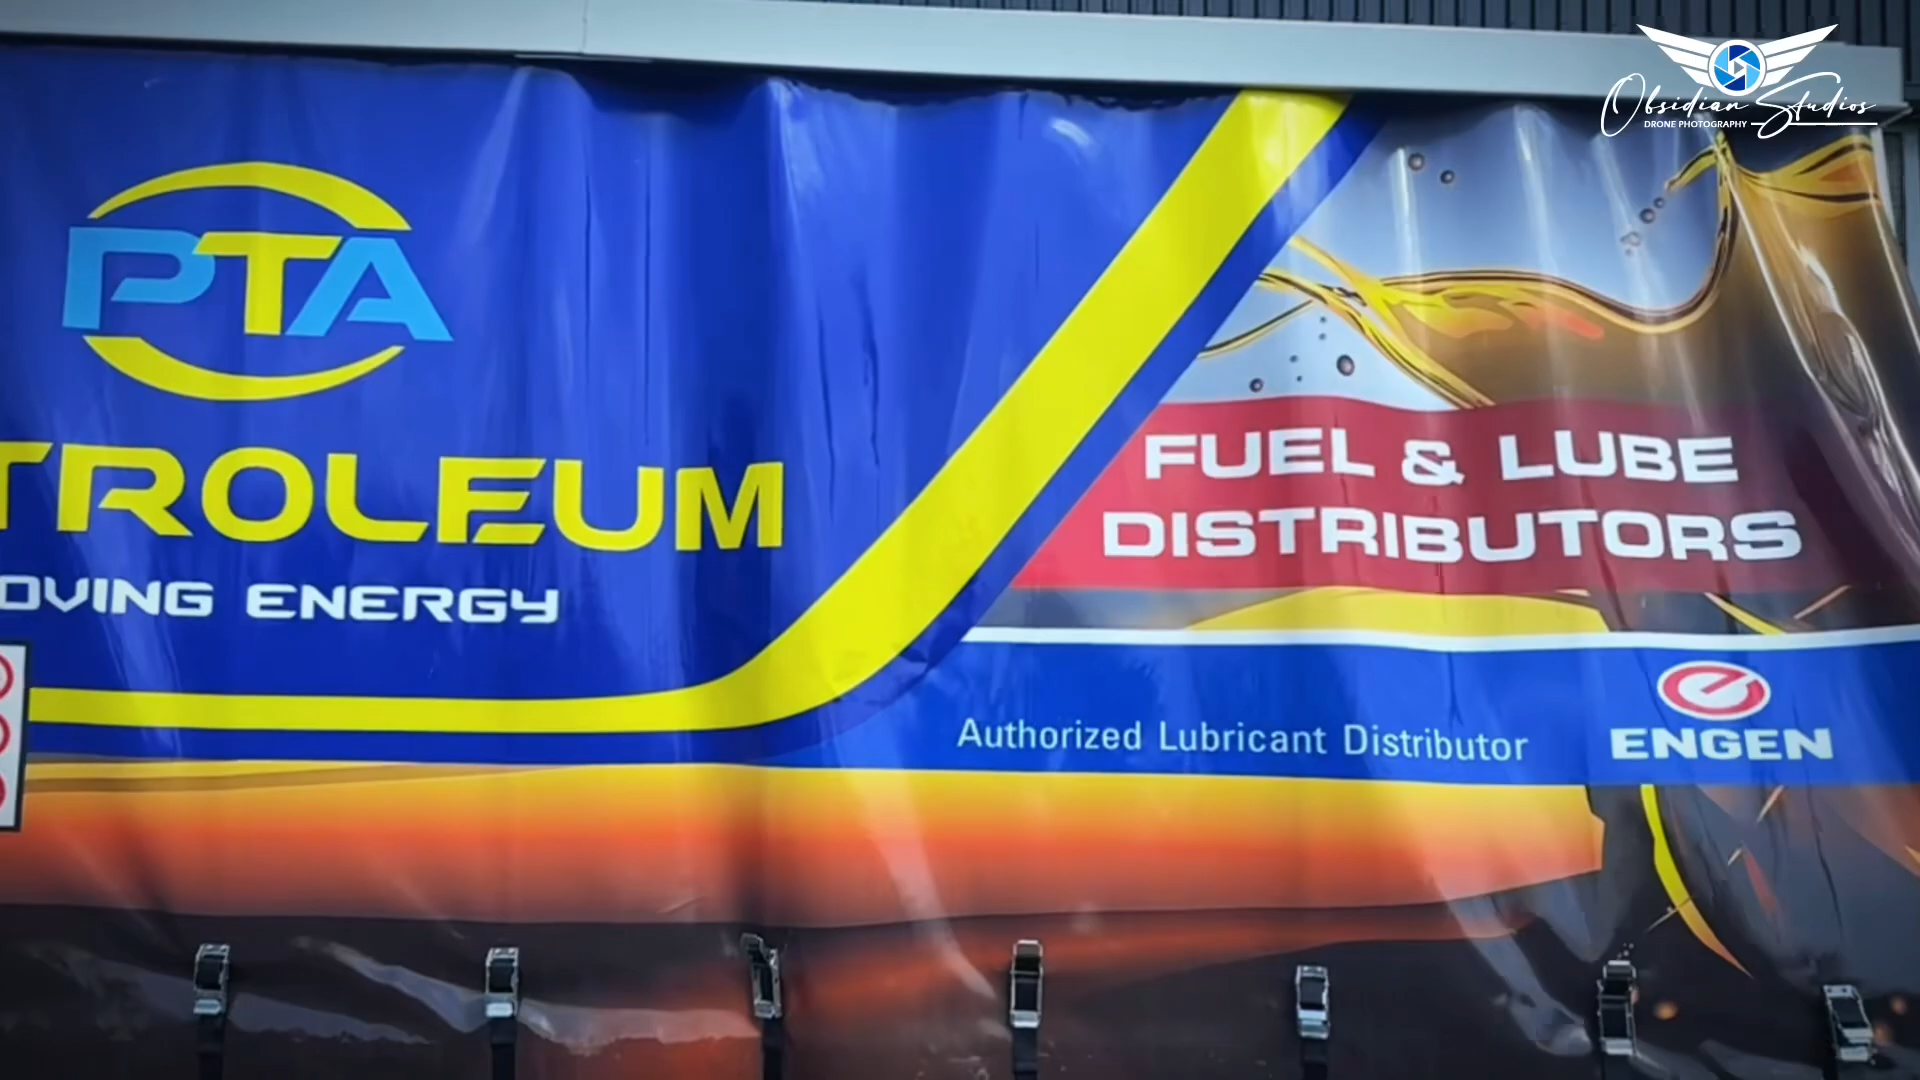 Obsidian Studios
DRONE PHOTOGRAPHY
PTA
TROLEUM
OVING ENERGY
FUEL & LUBE
DISTRIBUTORS
Authorized Lubricant Distributor
e
ENGEN